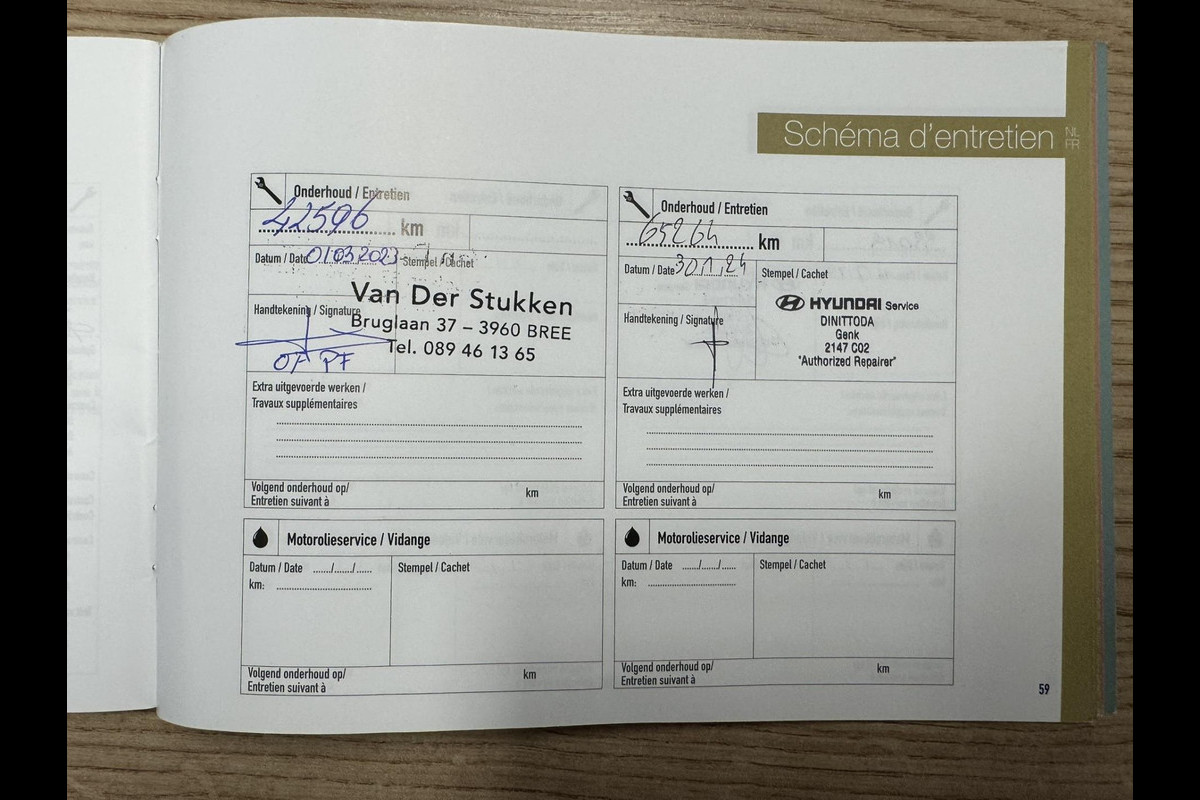 Schéma d'entretien
NL
FR
Onderhoud / Entretien
42596 km
Datum / Date 01.03.2023 Stempel / Cachet
Van Der Stukken
Handtekening / Signature
Bruglaan 37 – 3960 BREE
Tel. 089 46 13 65
OF PF
Extra uitgevoerde werken /
Travaux supplémentaires
Volgend onderhoud op/
Entretien suivant à
km
Onderhoud / Entretien
65264 km
Datum / Date 30.1.24 Stempel / Cachet
HYUNDAI Service
Handtekening / Signature
DINITTODA
Genk
2147 C02
"Authorized Repairer"
Extra uitgevoerde werken /
Travaux supplémentaires
Volgend onderhoud op/
Entretien suivant à
km
Motorolieservice / Vidange
Datum / Date ....../....../...... Stempel / Cachet
km:
Volgend onderhoud op/
Entretien suivant à
km
Motorolieservice / Vidange
Datum / Date ....../....../...... Stempel / Cachet
km:
Volgend onderhoud op/
Entretien suivant à
km
59